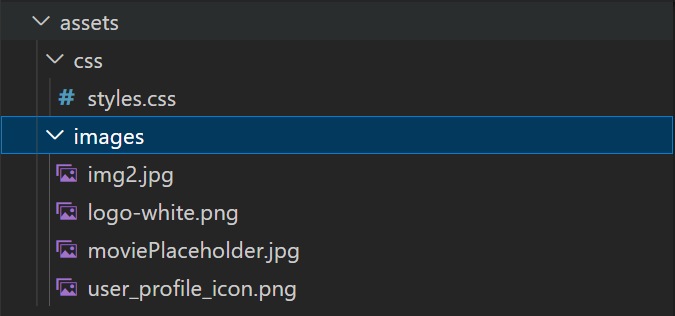 assets
css
# styles.css
images
img2.jpg
logo-white.png
moviePlaceholder.jpg
user_profile_icon.png